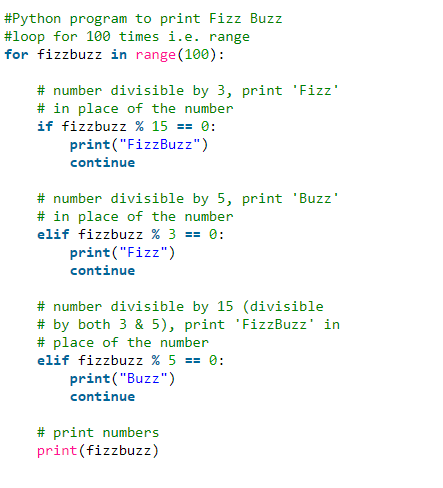 #Python program to print Fizz Buzz
#loop for 100 times i.e. range
for fizzbuzz in range(100):

    # number divisible by 3, print 'Fizz'
    # in place of the number
    if fizzbuzz % 15 == 0:
        print("FizzBuzz")
        continue

    # number divisible by 5, print 'Buzz'
    # in place of the number
    elif fizzbuzz % 3 == 0:
        print("Fizz")
        continue

    # number divisible by 15 (divisible
    # by both 3 & 5), print 'FizzBuzz' in
    # place of the number
    elif fizzbuzz % 5 == 0:
        print("Buzz")
        continue

    # print numbers
    print(fizzbuzz)